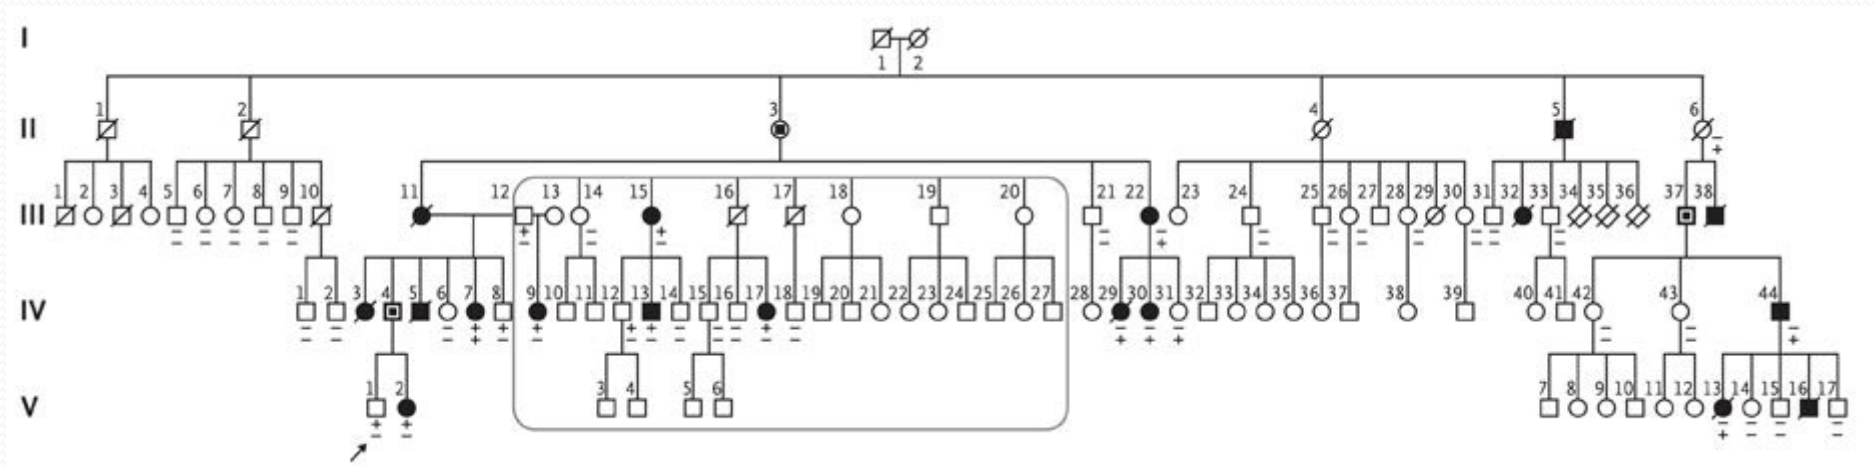 I
1 2
1 2 3 4 5 6
II
- +
1 2 3 4 5 6 7 8 9 10 11 12 13 14 15 16 17 18 19 20 21 22 23 24 25 26 27 28 29 30 31 32 33 34 35 36 37 38
III
- - - - - + - + - - - - - - - -
- - - - - - - - + - - - - - - -
1 2 3 4 5 6 7 8 9 10 11 12 13 14 15 16 17 18 19 20 21 22 23 24 25 26 27 28 29 30 31 32 33 34 35 36 37 38 39 40 41 42 43 44
IV
- - - + + + + + - - - + - - - - - - -
- - - + - - - - - - - - - + + + - - +
1 2 3 4 5 6 7 8 9 10 11 12 13 14 15 16 17
V
+ + - - - -
- - + - - -